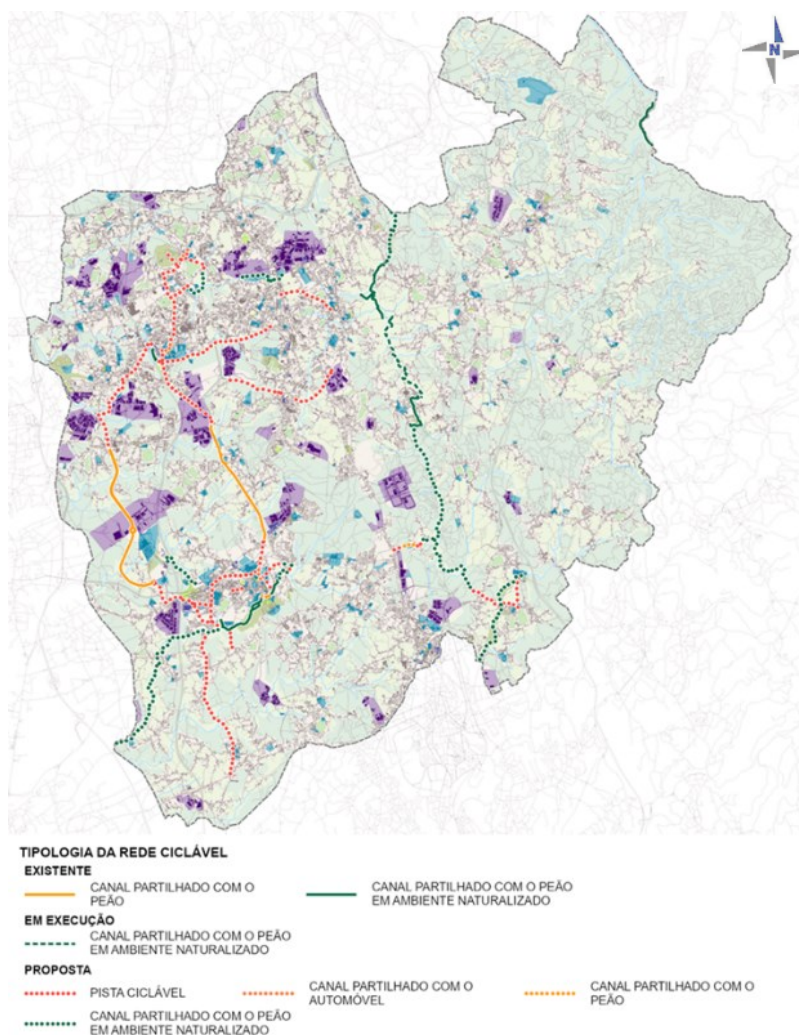 N
TIPOLOGIA DA REDE CICLÁVEL
EXISTENTE
CANAL PARTILHADO COM O
PEÃO
CANAL PARTILHADO COM O PEÃO
EM AMBIENTE NATURALIZADO
EM EXECUÇÃO
CANAL PARTILHADO COM O PEÃO
EM AMBIENTE NATURALIZADO
PROPOSTA
PISTA CICLÁVEL
CANAL PARTILHADO COM O
AUTOMÓVEL
CANAL PARTILHADO COM O
PEÃO
CANAL PARTILHADO COM O PEÃO
EM AMBIENTE NATURALIZADO